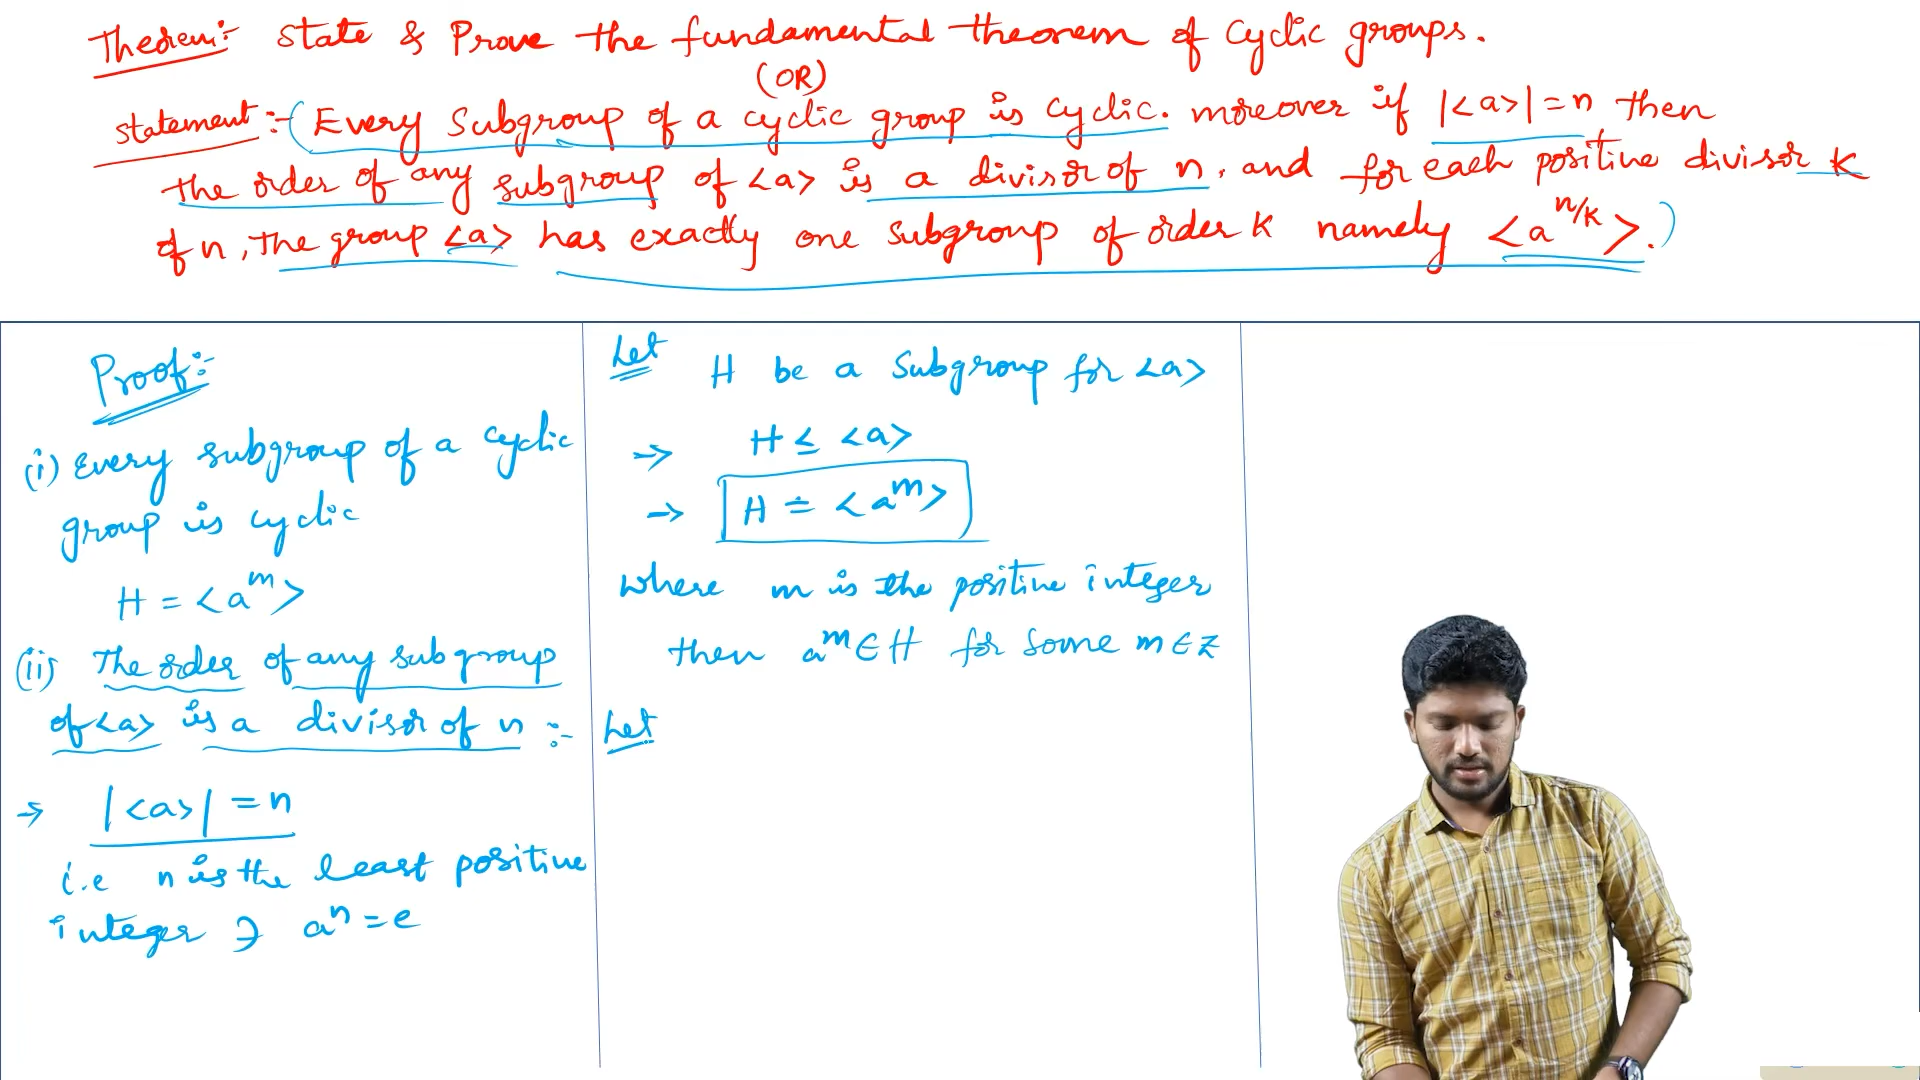 Theorem:- State & Prove the fundamental theorem of Cyclic groups.
(OR)
Statement:- (Every Subgroup of a cyclic group is cyclic. moreover if |<a>| = n then
the order of any subgroup of <a> is a divisor of n, and for each positive divisor K
of n, the group <a> has exactly one subgroup of order K namely <a^{n/K}>.)
Proof:-
(i) Every subgroup of a cyclic
group is cyclic
H = <a^m>
(ii) The order of any subgroup
of <a> is a divisor of n :-
→ |<a>| = n
i.e n is the least positive
integer ∋ a^n = e
Let H be a Subgroup for <a>
→ H ≤ <a>
→ H = <a^m>
where m is the positive integer
then a^m ∈ H for some m ∈ Z
Let